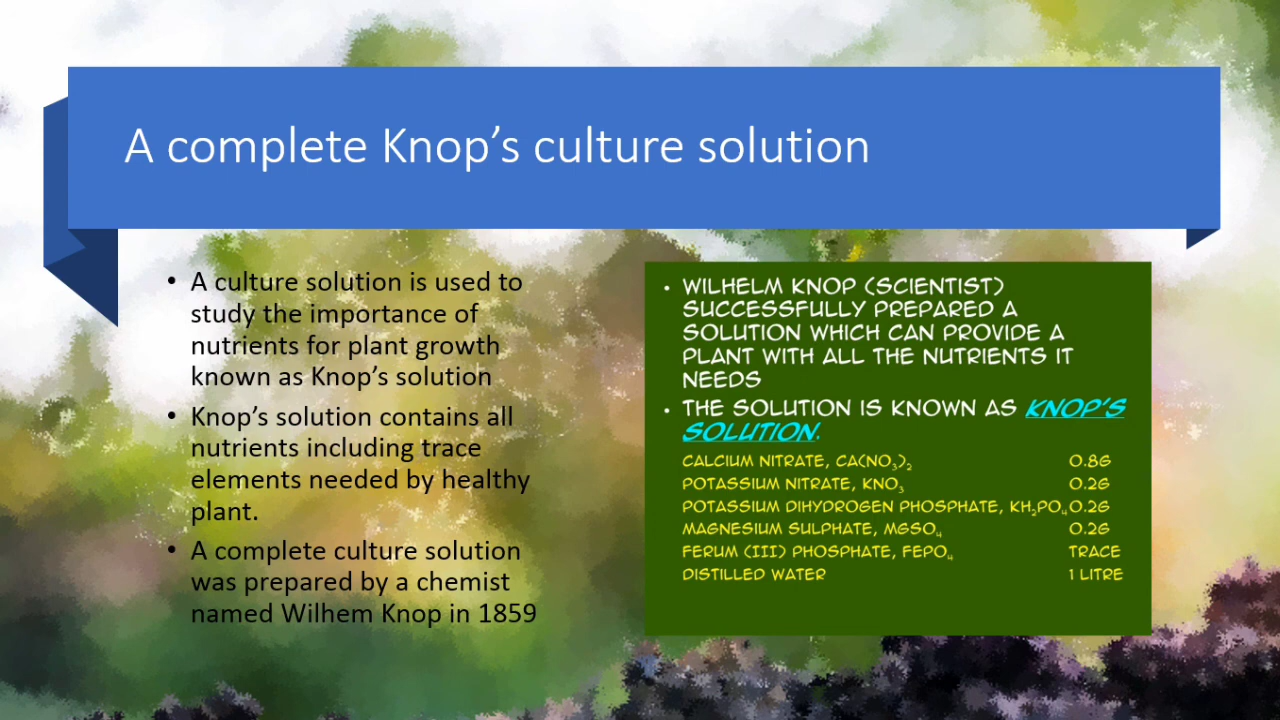 A complete Knop’s culture solution
• A culture solution is used to
study the importance of
nutrients for plant growth
known as Knop’s solution
• Knop’s solution contains all
nutrients including trace
elements needed by healthy
plant.
• A complete culture solution
was prepared by a chemist
named Wilhem Knop in 1859
• WILHELM KNOP (SCIENTIST)
SUCCESSFULLY PREPARED A
SOLUTION WHICH CAN PROVIDE A
PLANT WITH ALL THE NUTRIENTS IT
NEEDS
• THE SOLUTION IS KNOWN AS KNOP'S
SOLUTION.
CALCIUM NITRATE, CA(NO₃)₂ 0.8G
POTASSIUM NITRATE, KNO₃ 0.2G
POTASSIUM DIHYDROGEN PHOSPHATE, KH₂PO₄ 0.2G
MAGNESIUM SULPHATE, MGSO₄ 0.2G
FERUM (III) PHOSPHATE, FEPO₄ TRACE
DISTILLED WATER 1 LITRE